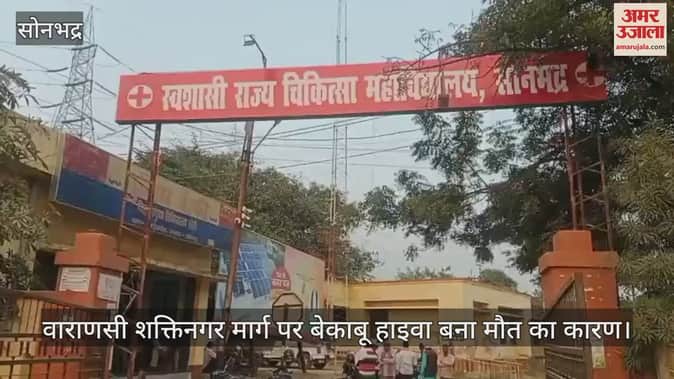 सोनभद्र
अमर उजाला
amarujala.com
स्वशासी राज्य चिकित्सा महाविद्यालय, सोनभद्र
वाराणसी शक्तिनगर मार्ग पर बेकाबू हाइवा बना मौत का कारण।